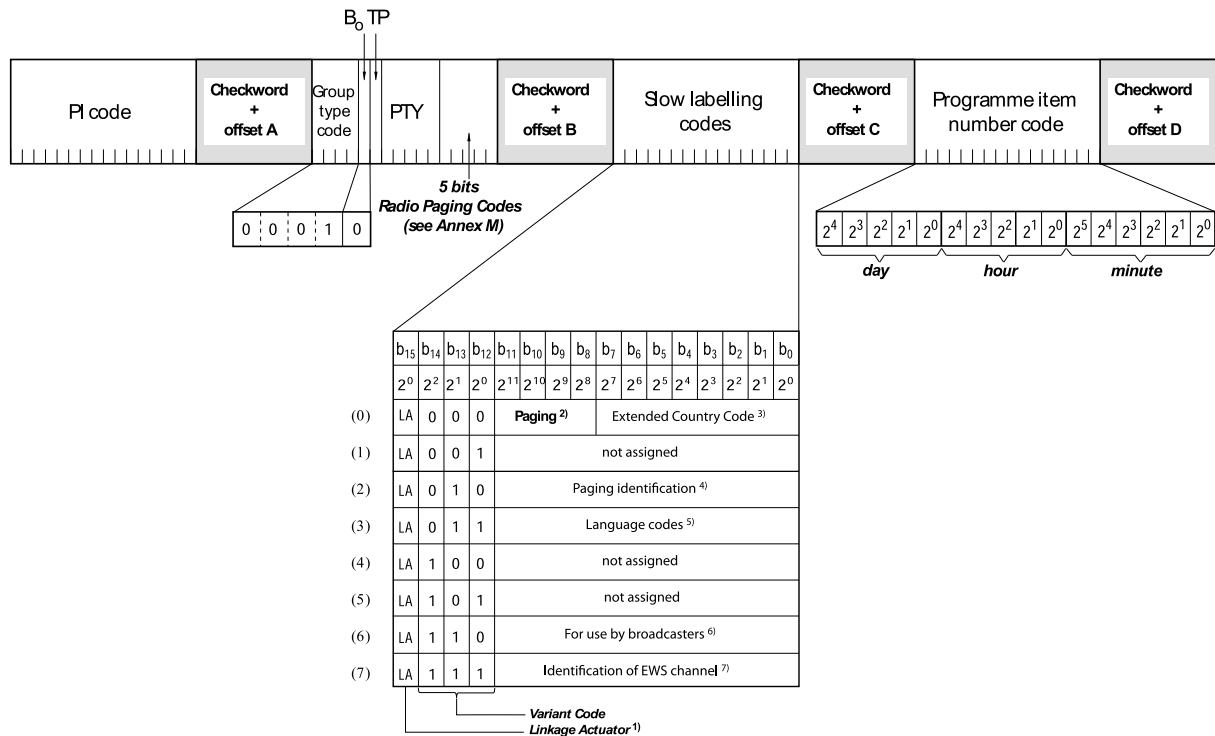 B₀ TP
PI code
Checkword + offset A
Group type code
PTY
Checkword + offset B
Slow labelling codes
Checkword + offset C
Programme item number code
Checkword + offset D
5 bits
Radio Paging Codes
(see Annex M)
0 0 0 1 0
2⁴ 2³ 2² 2¹ 2⁰ 2⁴ 2³ 2² 2¹ 2⁰ 2⁵ 2⁴ 2³ 2² 2¹ 2⁰
day hour minute
b₁₅ b₁₄ b₁₃ b₁₂ b₁₁ b₁₀ b₉ b₈ b₇ b₆ b₅ b₄ b₃ b₂ b₁ b₀
2⁰ 2² 2¹ 2⁰ 2¹¹ 2¹⁰ 2⁹ 2⁸ 2⁷ 2⁶ 2⁵ 2⁴ 2³ 2² 2¹ 2⁰
(0) LA 0 0 0 Paging ²⁾ Extended Country Code ³⁾
(1) LA 0 0 1 not assigned
(2) LA 0 1 0 Paging identification ⁴⁾
(3) LA 0 1 1 Language codes ⁵⁾
(4) LA 1 0 0 not assigned
(5) LA 1 0 1 not assigned
(6) LA 1 1 0 For use by broadcasters ⁶⁾
(7) LA 1 1 1 Identification of EWS channel ⁷⁾
Variant Code
Linkage Actuator ¹⁾